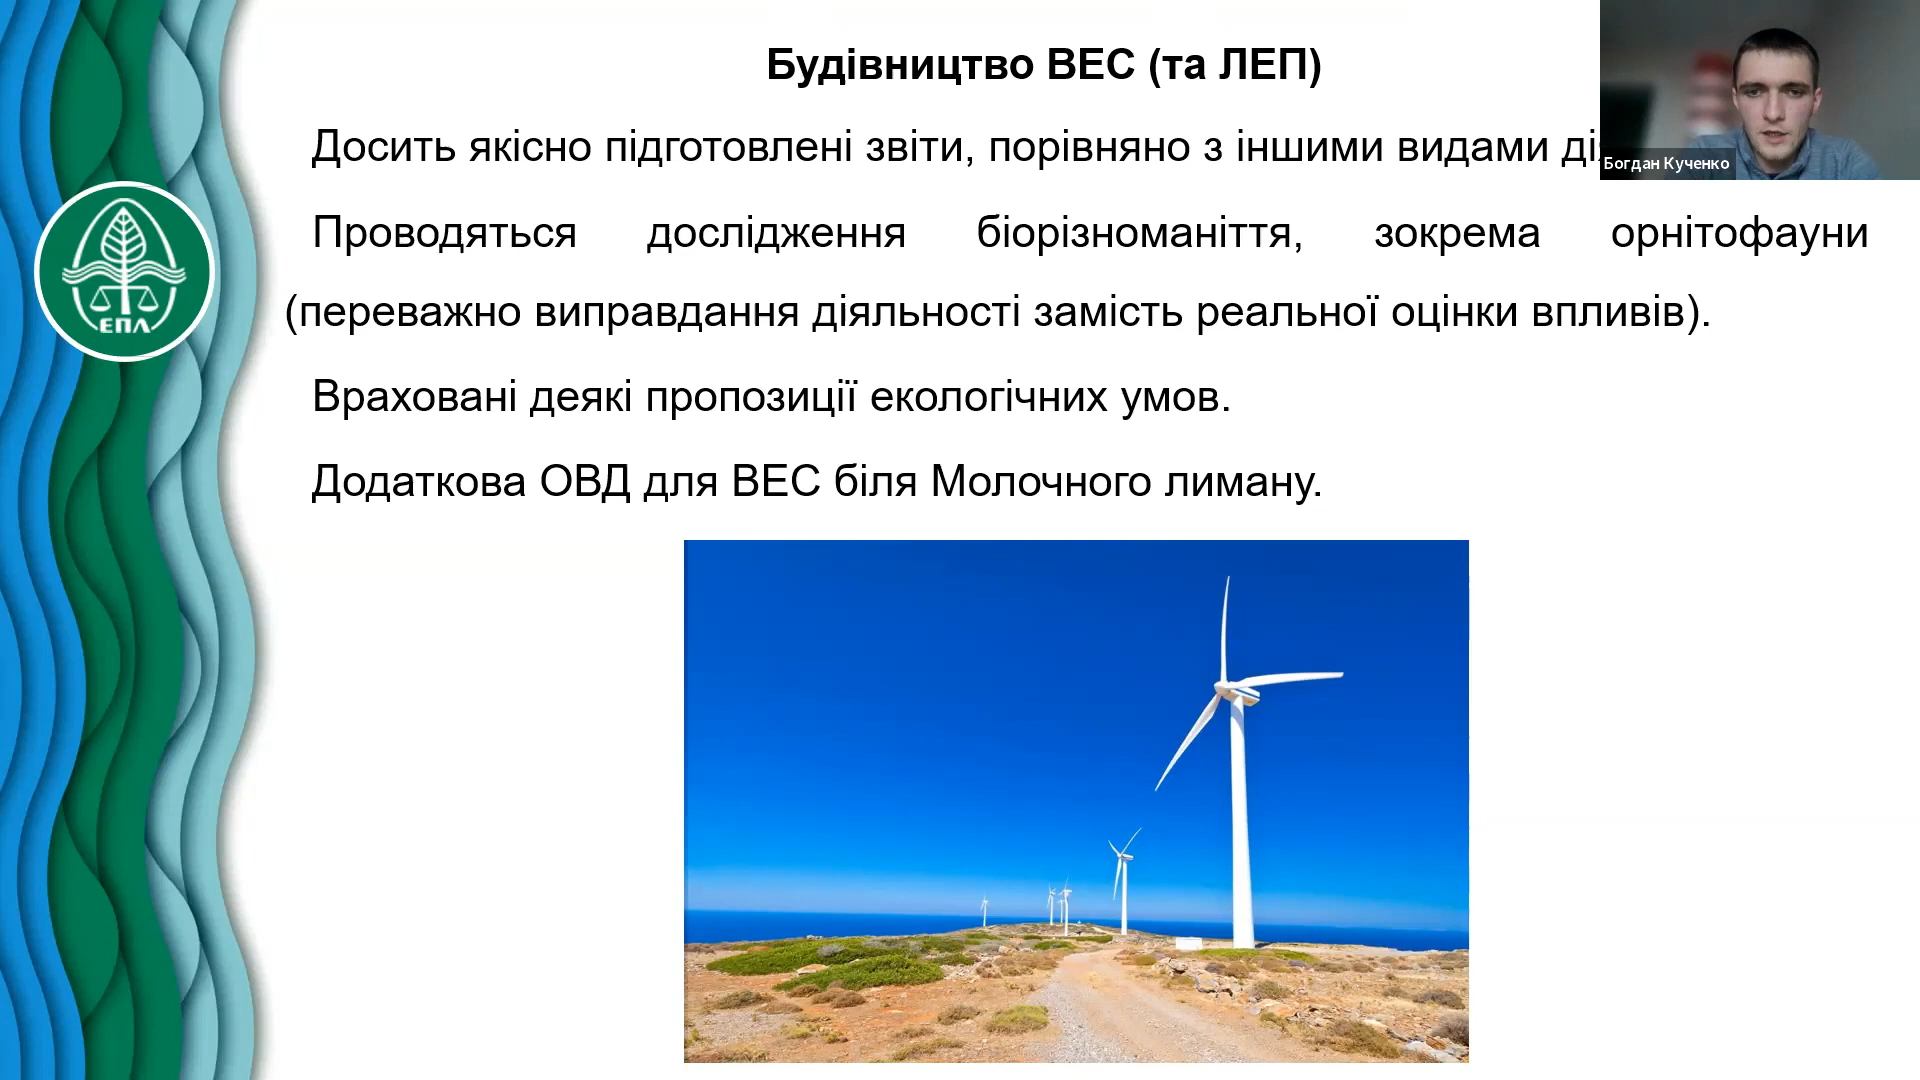 Будівництво ВЕС (та ЛЕП)
Досить якісно підготовлені звіти, порівняно з іншими видами
Богдан Кученко
Проводяться дослідження біорізноманіття, зокрема орнітофауни
(переважно виправдання діяльності замість реальної оцінки впливів).
ЕПЛ
Враховані деякі пропозиції екологічних умов.
Додаткова ОВД для ВЕС біля Молочного лиману.